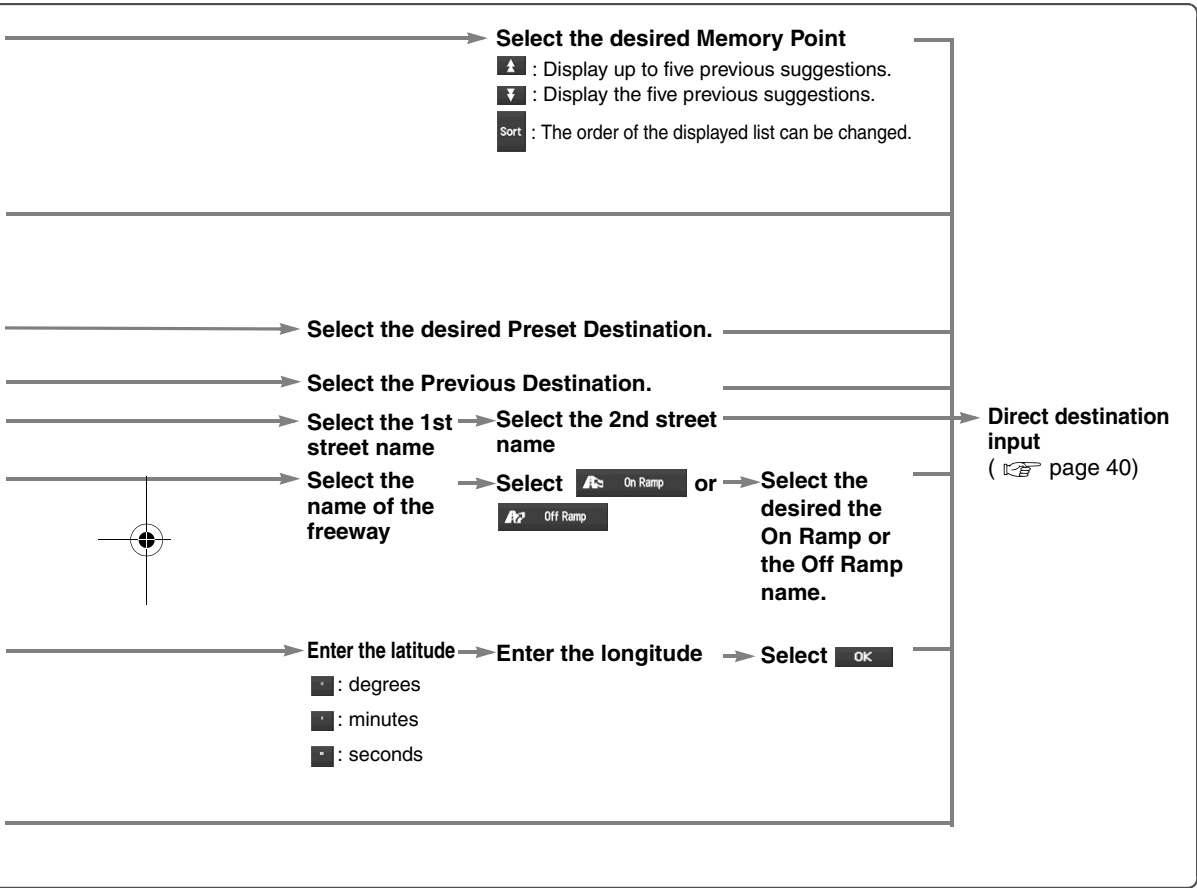 Select the desired Memory Point
: Display up to five previous suggestions.
: Display the five previous suggestions.
Sort : The order of the displayed list can be changed.
Select the desired Preset Destination.
Select the Previous Destination.
Select the 1st street name
Select the 2nd street name
Direct destination input
( page 40)
Select the name of the freeway
Select On Ramp or
Off Ramp
Select the desired the On Ramp or the Off Ramp name.
Enter the latitude
° : degrees
' : minutes
" : seconds
Enter the longitude
Select OK